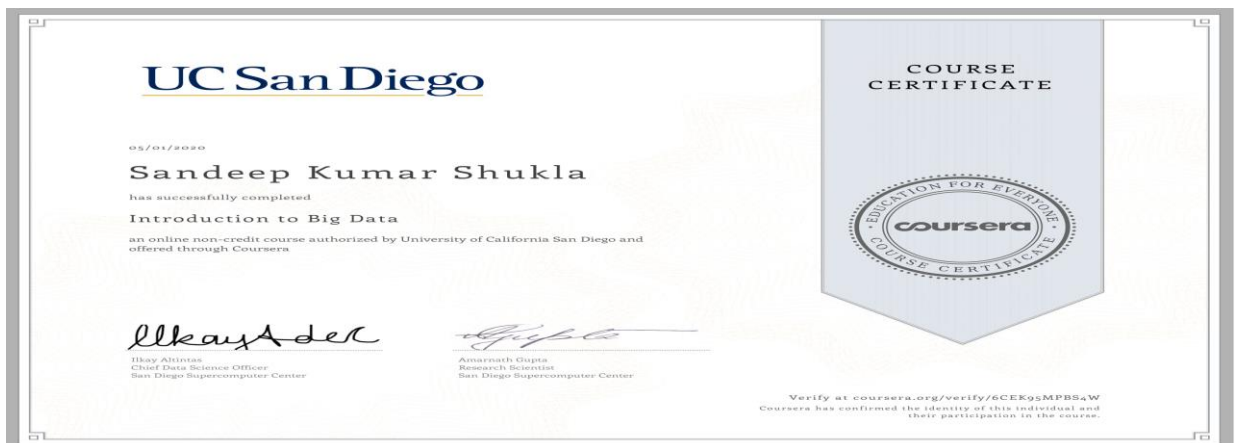 UC San Diego
COURSE
CERTIFICATE
05/01/2020
Sandeep Kumar Shukla
has successfully completed
Introduction to Big Data
an online non-credit course authorized by University of California San Diego and
offered through Coursera
EDUCATION FOR EVERYONE
coursera
COURSE CERTIFICATE
Ilkay Altintas
Chief Data Science Officer
San Diego Supercomputer Center
Amarnath Gupta
Research Scientist
San Diego Supercomputer Center
Verify at coursera.org/verify/6CEK95MPBS4W
Coursera has confirmed the identity of this individual and
their participation in the course.